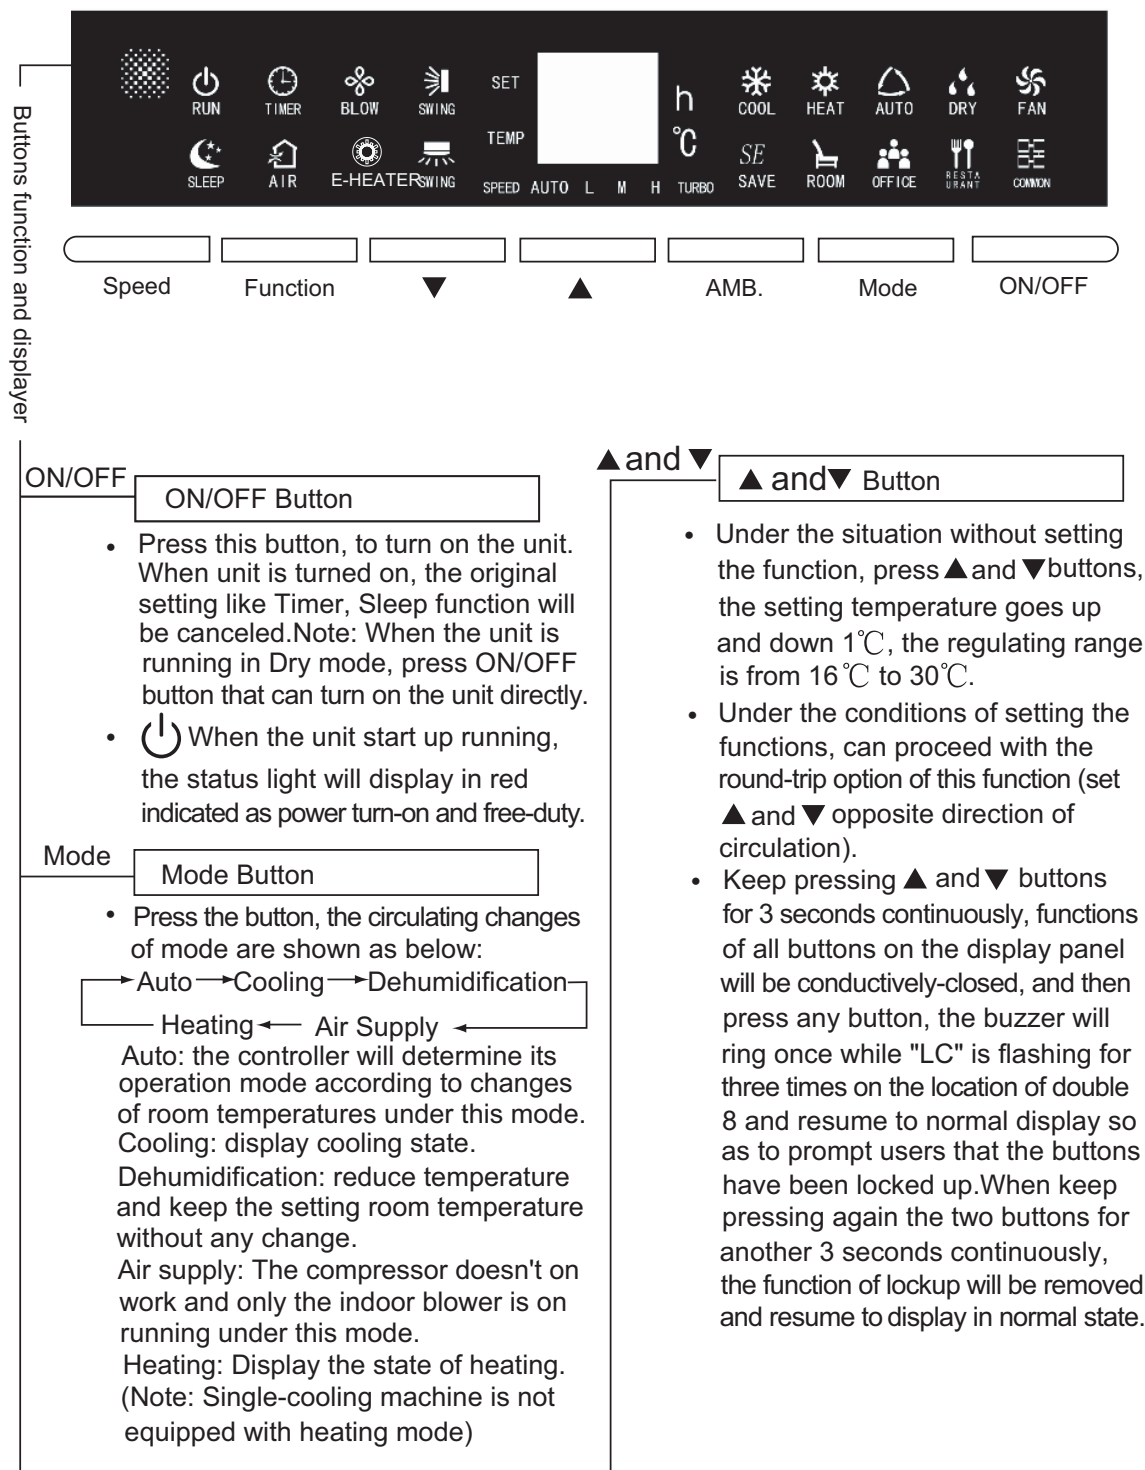 RUN TIMER BLOW SWING SET h COOL HEAT AUTO DRY FAN
TEMP ℃
SLEEP AIR E-HEATER SWING SPEED AUTO L M H TURBO SE SAVE ROOM OFFICE RESTA URANT COMMON
Speed Function ▼ ▲ AMB. Mode ON/OFF
Buttons function and displayer
ON/OFF
ON/OFF Button
• Press this button, to turn on the unit.
When unit is turned on, the original
setting like Timer, Sleep function will
be canceled.Note: When the unit is
running in Dry mode, press ON/OFF
button that can turn on the unit directly.
• When the unit start up running,
the status light will display in red
indicated as power turn-on and free-duty.
Mode
Mode Button
• Press the button, the circulating changes
of mode are shown as below:
Auto→Cooling→Dehumidification
Heating← Air Supply ←
Auto: the controller will determine its
operation mode according to changes
of room temperatures under this mode.
Cooling: display cooling state.
Dehumidification: reduce temperature
and keep the setting room temperature
without any change.
Air supply: The compressor doesn't on
work and only the indoor blower is on
running under this mode.
Heating: Display the state of heating.
(Note: Single-cooling machine is not
equipped with heating mode)
▲and ▼
▲ and▼ Button
• Under the situation without setting
the function, press ▲and ▼buttons,
the setting temperature goes up
and down 1℃, the regulating range
is from 16℃ to 30℃.
• Under the conditions of setting the
functions, can proceed with the
round-trip option of this function (set
▲and ▼ opposite direction of
circulation).
• Keep pressing ▲ and▼ buttons
for 3 seconds continuously, functions
of all buttons on the display panel
will be conductively-closed, and then
press any button, the buzzer will
ring once while "LC" is flashing for
three times on the location of double
8 and resume to normal display so
as to prompt users that the buttons
have been locked up.When keep
pressing again the two buttons for
another 3 seconds continuously,
the function of lockup will be removed
and resume to display in normal state.